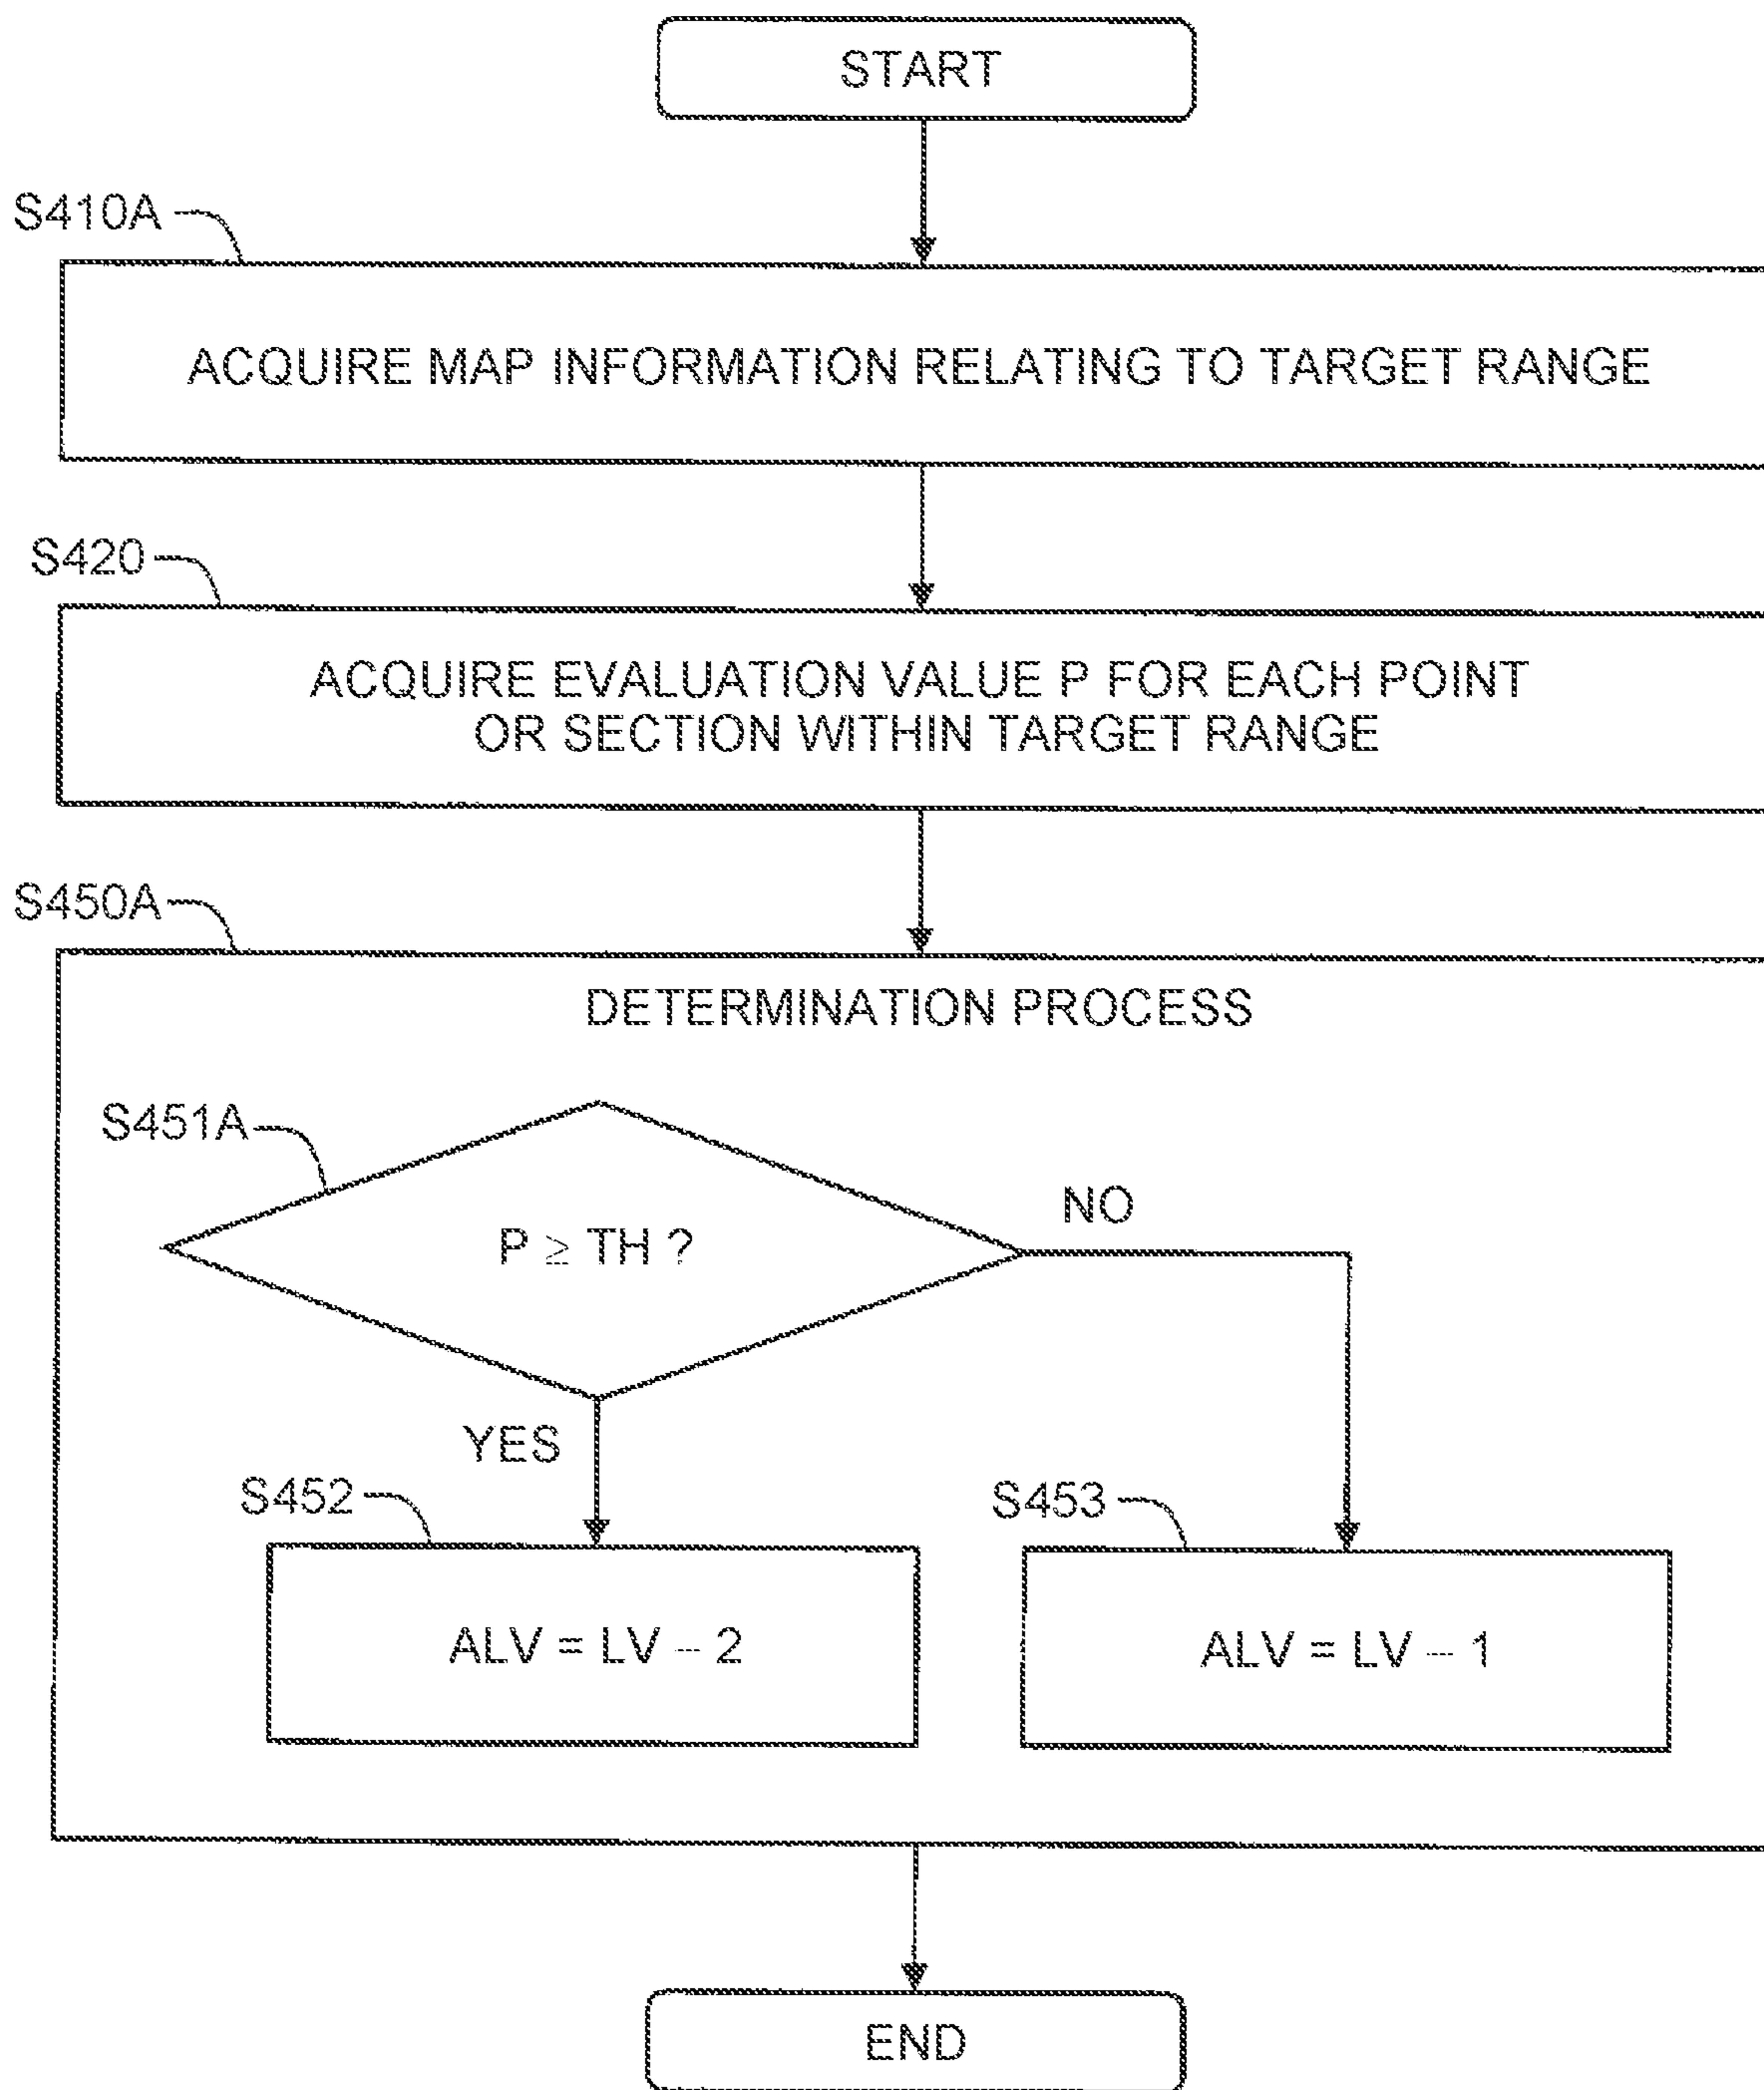 START
S410A
ACQUIRE MAP INFORMATION RELATING TO TARGET RANGE
S420
ACQUIRE EVALUATION VALUE P FOR EACH POINT
OR SECTION WITHIN TARGET RANGE
S450A
DETERMINATION PROCESS
S451A
P ≥ TH ?
NO
YES
S452
ALV = LV - 2
S453
ALV = LV - 1
END